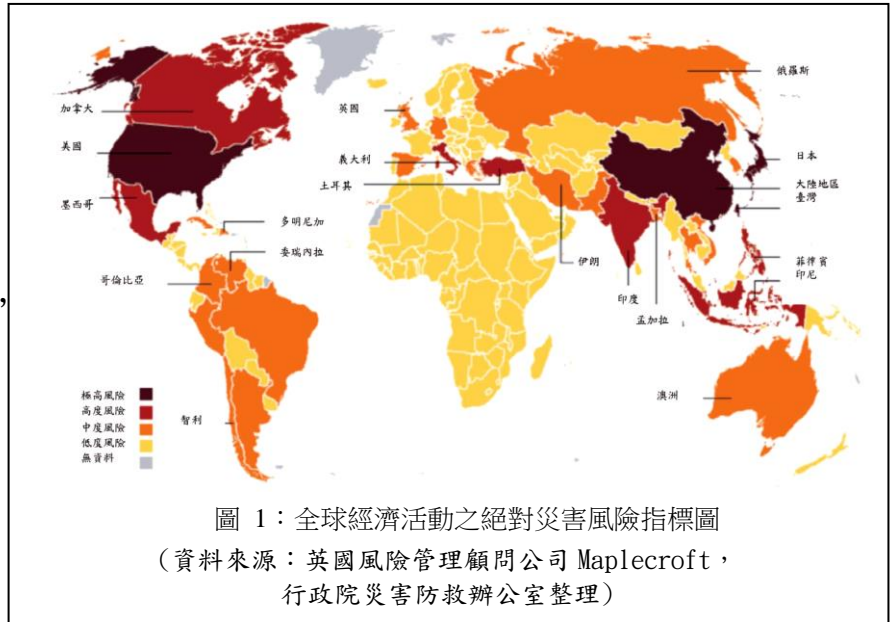 俄羅斯
加拿大
英國
美國
義大利
日本
土耳其
大陸地區
臺灣
墨西哥
多明尼加
委瑞內拉
菲律賓
哥倫比亞
伊朗
印尼
印度
孟加拉
，
極高風險
高度風險
中度風險
低度風險
無資料
智利
澳洲
圖 1：全球經濟活動之絕對災害風險指標圖
（資料來源：英國風險管理顧問公司 Maplecroft，
行政院災害防救辦公室整理）